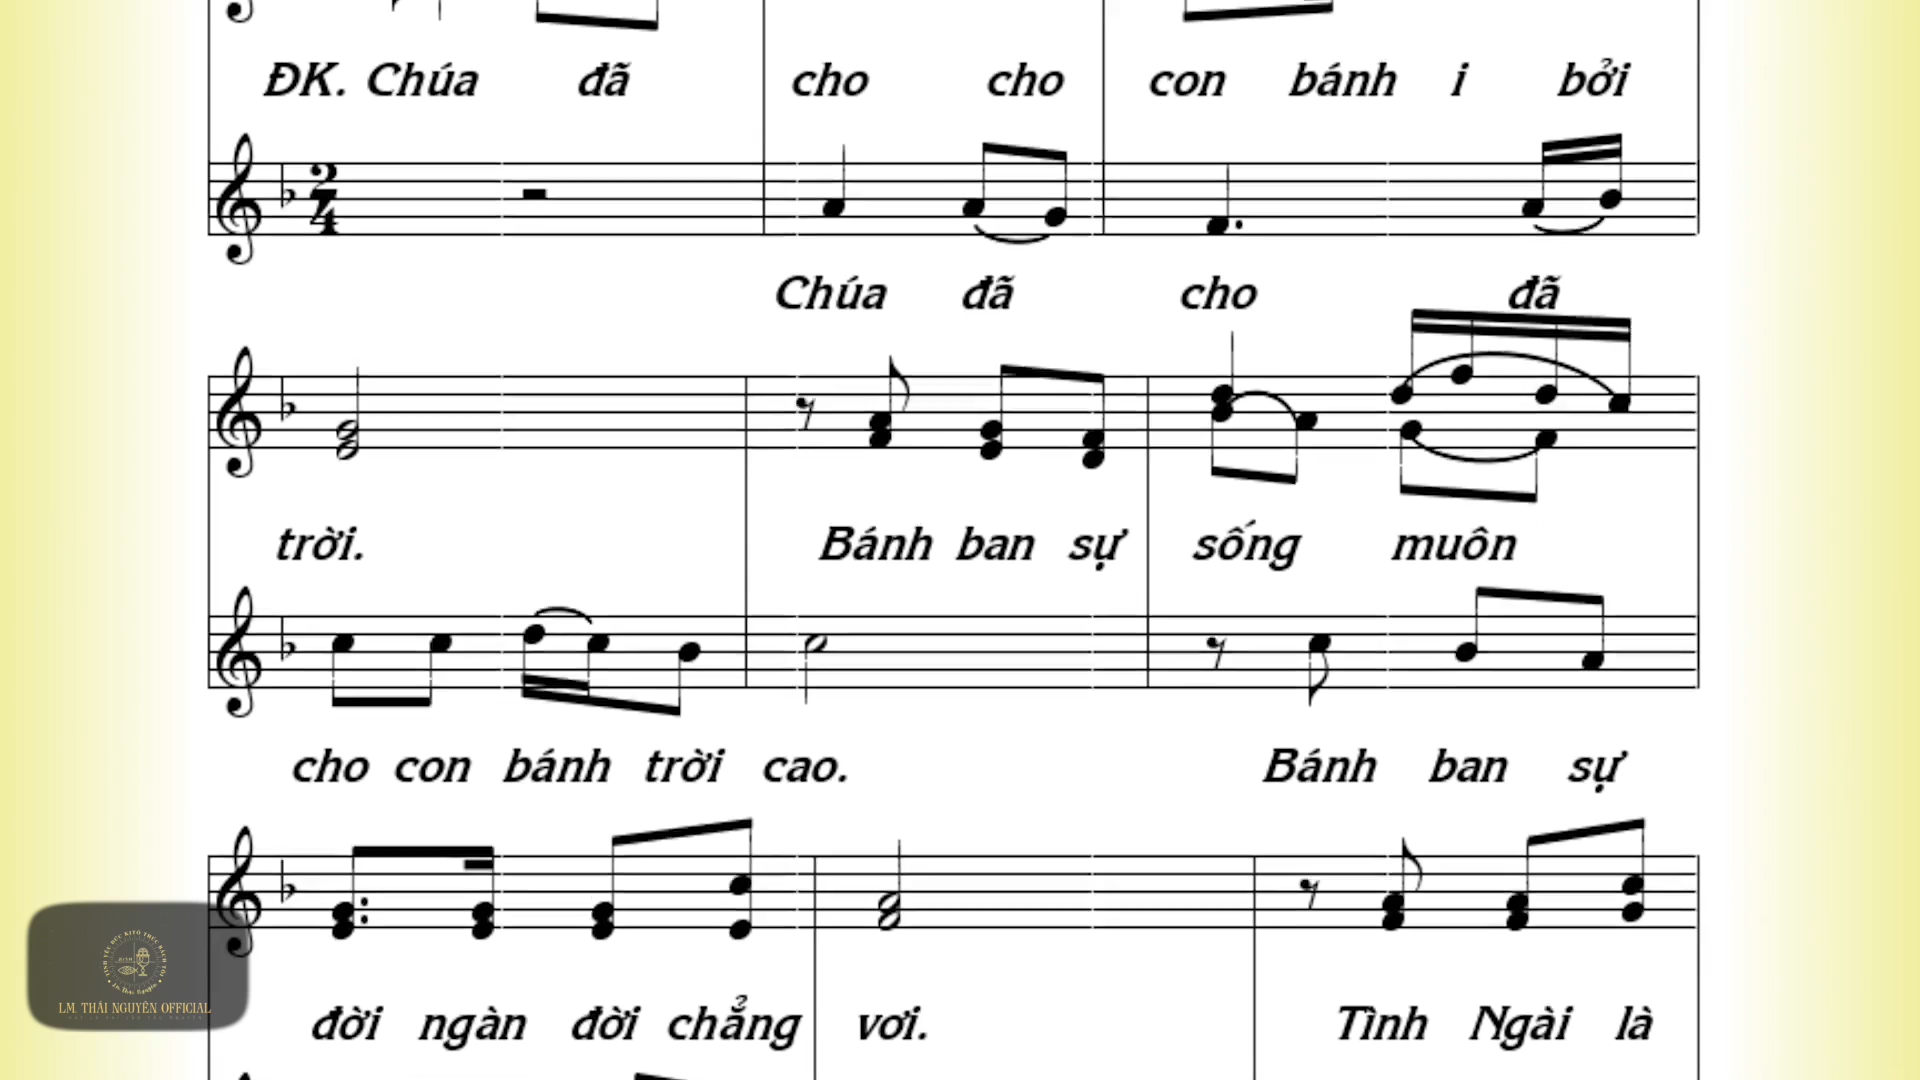 ĐK. Chúa đã cho cho con bánh i bởi
Chúa đã cho đã
trời. Bánh ban sự sống muôn
cho con bánh trời cao. Bánh ban sự
đời ngàn đời chẳng vơi. Tình Ngài là
LM. THÁI NGUYÊN OFFICIAL